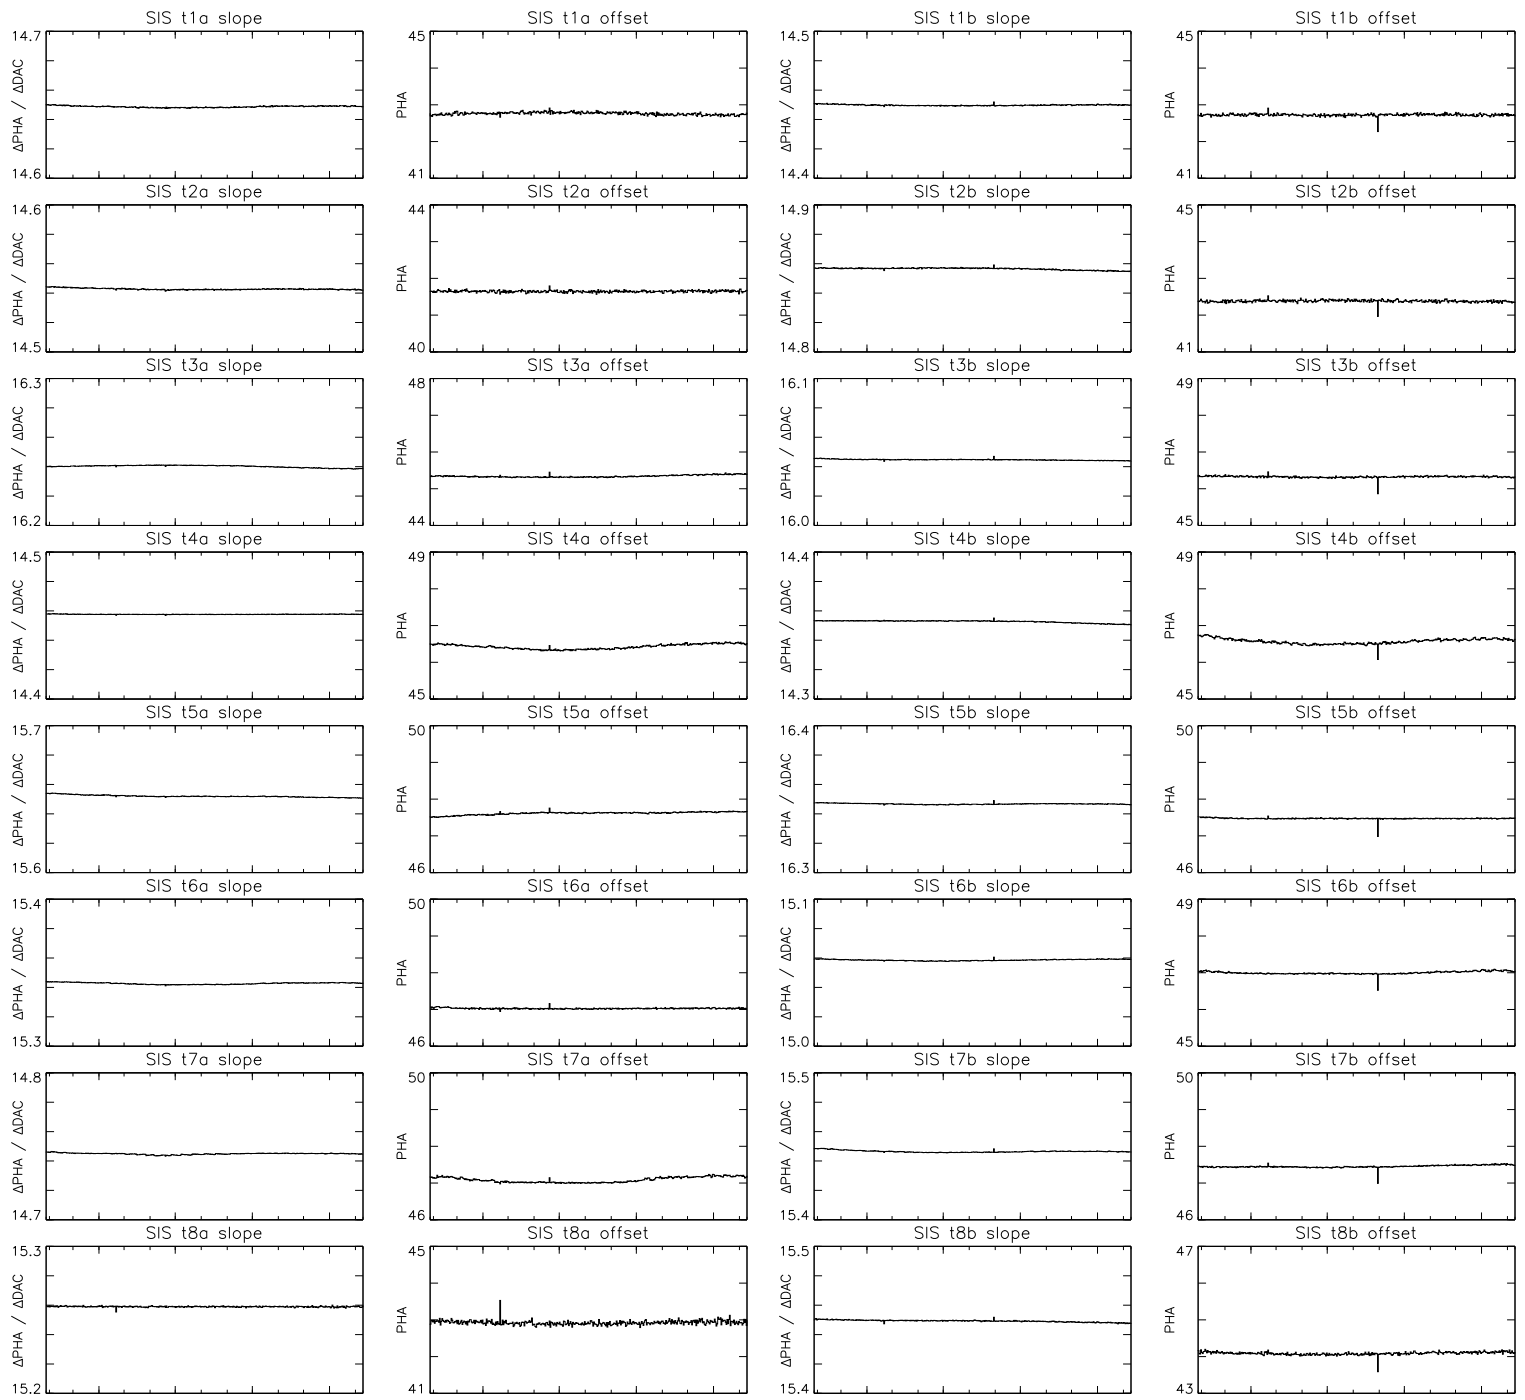 SIS t1a slope SIS t1a offset SIS t1b slope SIS t1b offset
14.7 45 14.5 45
ΔPHA / ΔDAC PHA ΔPHA / ΔDAC PHA
14.6 41 14.4 41
SIS t2a slope SIS t2a offset SIS t2b slope SIS t2b offset
14.6 44 14.9 45
ΔPHA / ΔDAC PHA ΔPHA / ΔDAC PHA
14.5 40 14.8 41
SIS t3a slope SIS t3a offset SIS t3b slope SIS t3b offset
16.3 48 16.1 49
ΔPHA / ΔDAC PHA ΔPHA / ΔDAC PHA
16.2 44 16.0 45
SIS t4a slope SIS t4a offset SIS t4b slope SIS t4b offset
14.5 49 14.4 49
ΔPHA / ΔDAC PHA ΔPHA / ΔDAC PHA
14.4 45 14.3 45
SIS t5a slope SIS t5a offset SIS t5b slope SIS t5b offset
15.7 50 16.4 50
ΔPHA / ΔDAC PHA ΔPHA / ΔDAC PHA
15.6 46 16.3 46
SIS t6a slope SIS t6a offset SIS t6b slope SIS t6b offset
15.4 50 15.1 49
ΔPHA / ΔDAC PHA ΔPHA / ΔDAC PHA
15.3 46 15.0 45
SIS t7a slope SIS t7a offset SIS t7b slope SIS t7b offset
14.8 50 15.5 50
ΔPHA / ΔDAC PHA ΔPHA / ΔDAC PHA
14.7 46 15.4 46
SIS t8a slope SIS t8a offset SIS t8b slope SIS t8b offset
15.3 45 15.5 47
ΔPHA / ΔDAC PHA ΔPHA / ΔDAC PHA
15.2 41 15.4 43